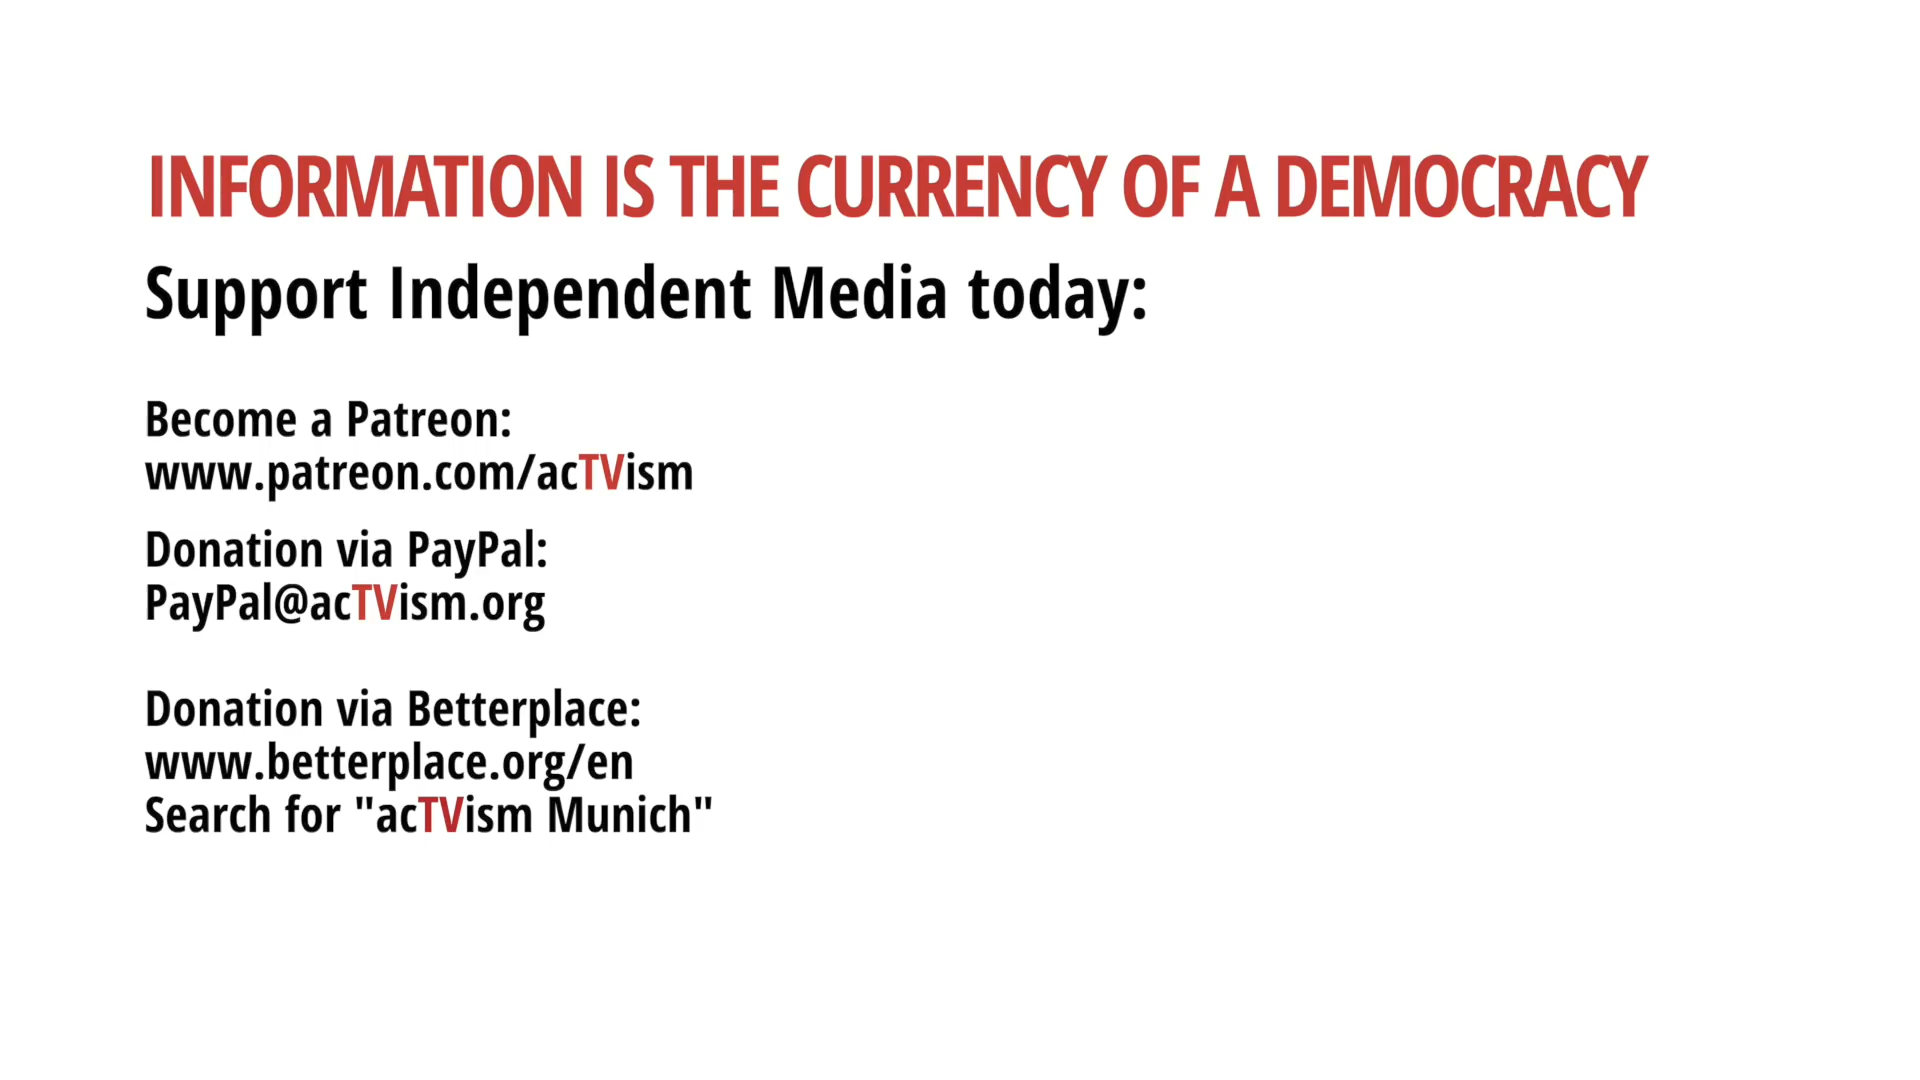 INFORMATION IS THE CURRENCY OF A DEMOCRACY
Support Independent Media today:
Become a Patreon:
www.patreon.com/acTVism
Donation via PayPal:
PayPal@acTVism.org
Donation via Betterplace:
www.betterplace.org/en
Search for "acTVism Munich"